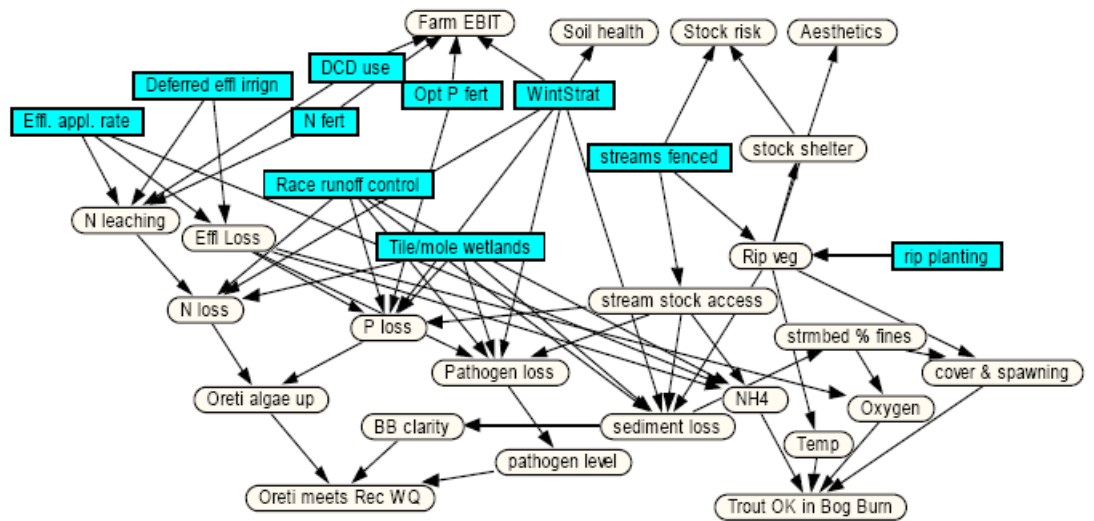 Farm EBIT
Soil health
Stock risk
Aesthetics
DCD use
Deferred effl irrign
Opt P fert
WintStrat
Effl. appl. rate
N fert
streams fenced
stock shelter
Race runoff control
N leaching
Effl Loss
Tile/mole wetlands
Rip veg
rip planting
N loss
stream stock access
P loss
strmbed % fines
Pathogen loss
cover & spawning
Oreti algae up
NH4
Oxygen
BB clarity
sediment loss
Temp
pathogen level
Oreti meets Rec WQ
Trout OK in Bog Burn